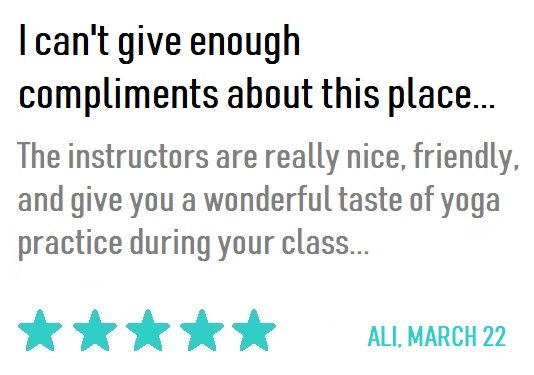 I can't give enough
compliments about this place...
The instructors are really nice, friendly,
and give you a wonderful taste of yoga
practice during your class...
ALI, MARCH 22